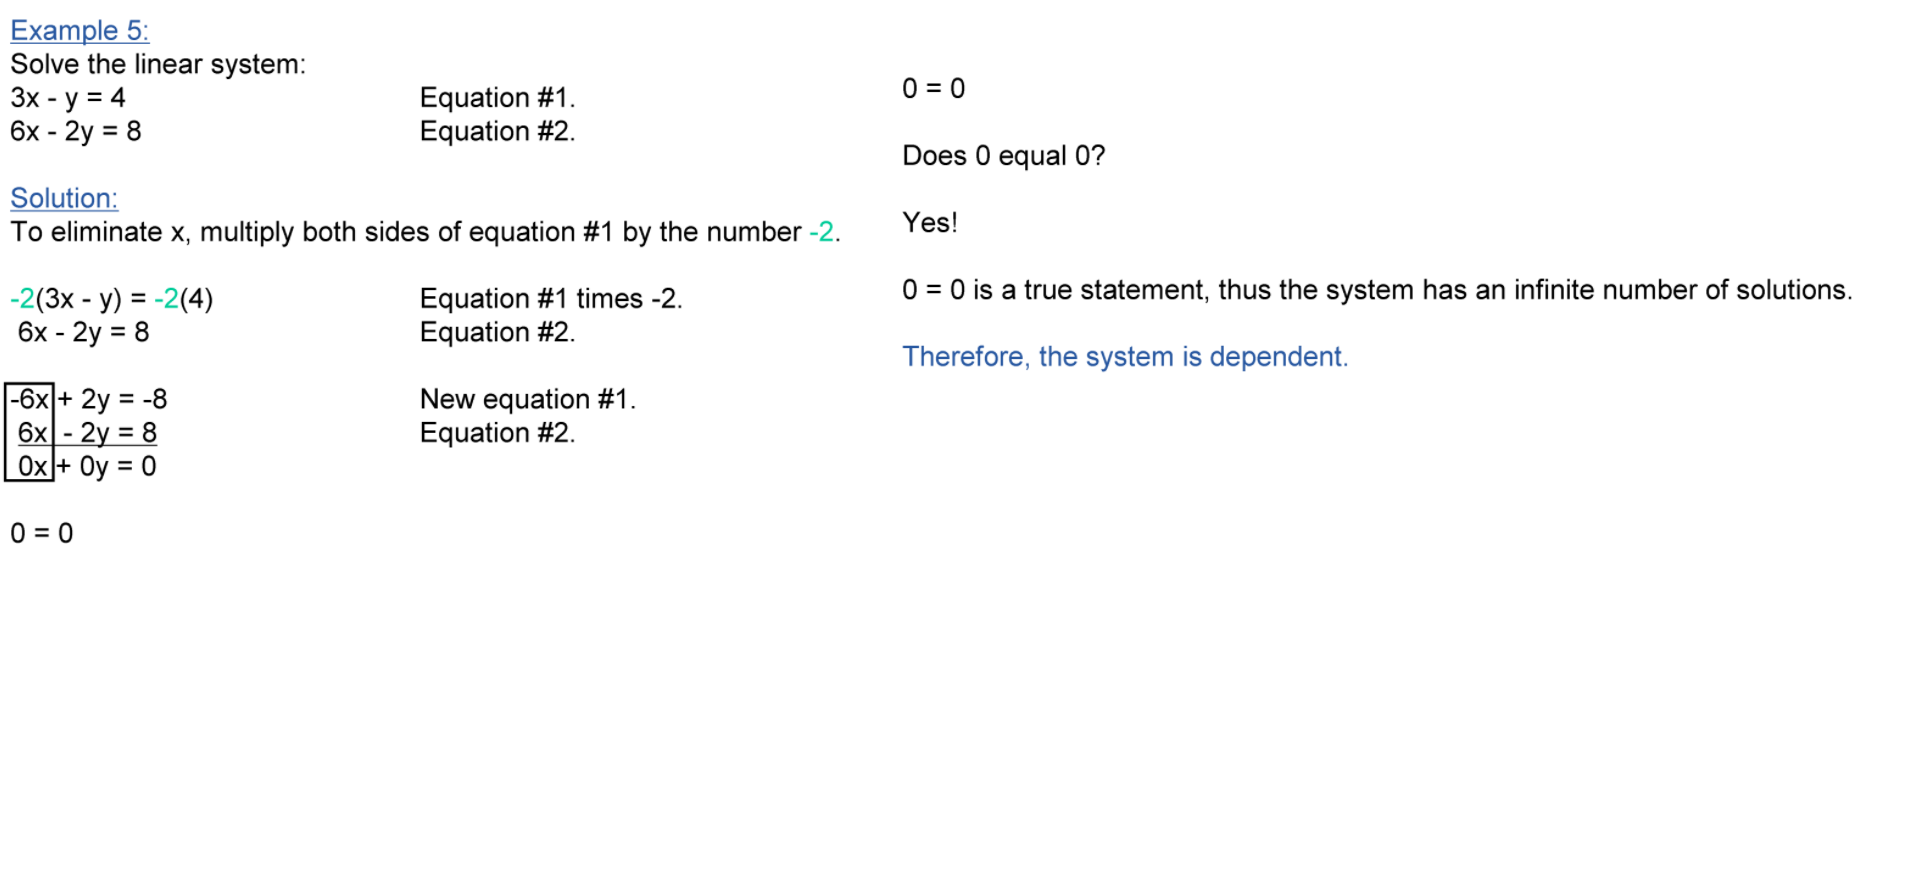 Example 5:
Solve the linear system:
3x - y = 4 Equation #1.
6x - 2y = 8 Equation #2.
Solution:
To eliminate x, multiply both sides of equation #1 by the number -2.
-2(3x - y) = -2(4) Equation #1 times -2.
6x - 2y = 8 Equation #2.
-6x + 2y = -8 New equation #1.
6x - 2y = 8 Equation #2.
0x + 0y = 0
0 = 0
0 = 0
Does 0 equal 0?
Yes!
0 = 0 is a true statement, thus the system has an infinite number of solutions.
Therefore, the system is dependent.